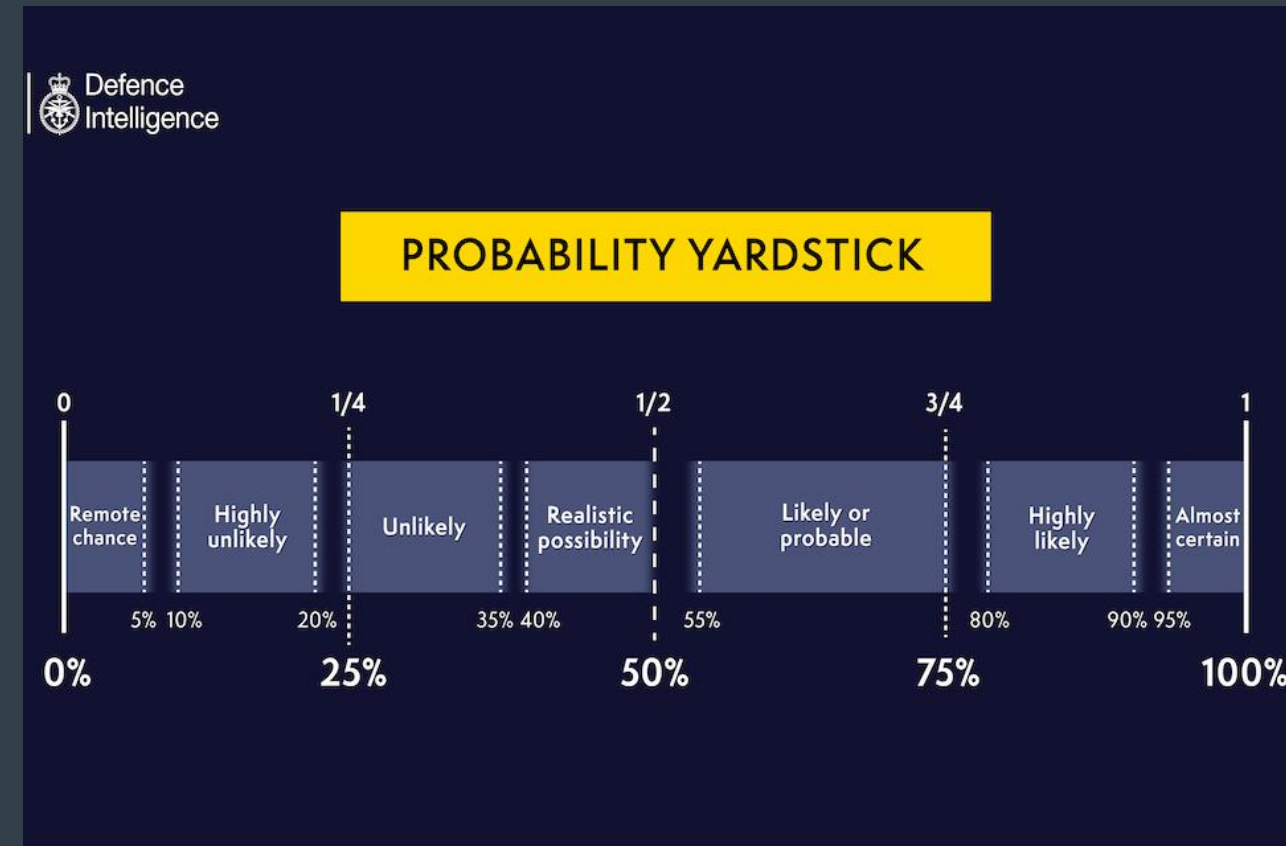 Defence
Intelligence
PROBABILITY YARDSTICK
0 1/4 1/2 3/4 1
Remote Highly Unlikely Realistic Likely or Highly Almost
chance unlikely possibility probable likely certain
5% 10% 20% 35% 40% 55% 80% 90% 95%
0% 25% 50% 75% 100%